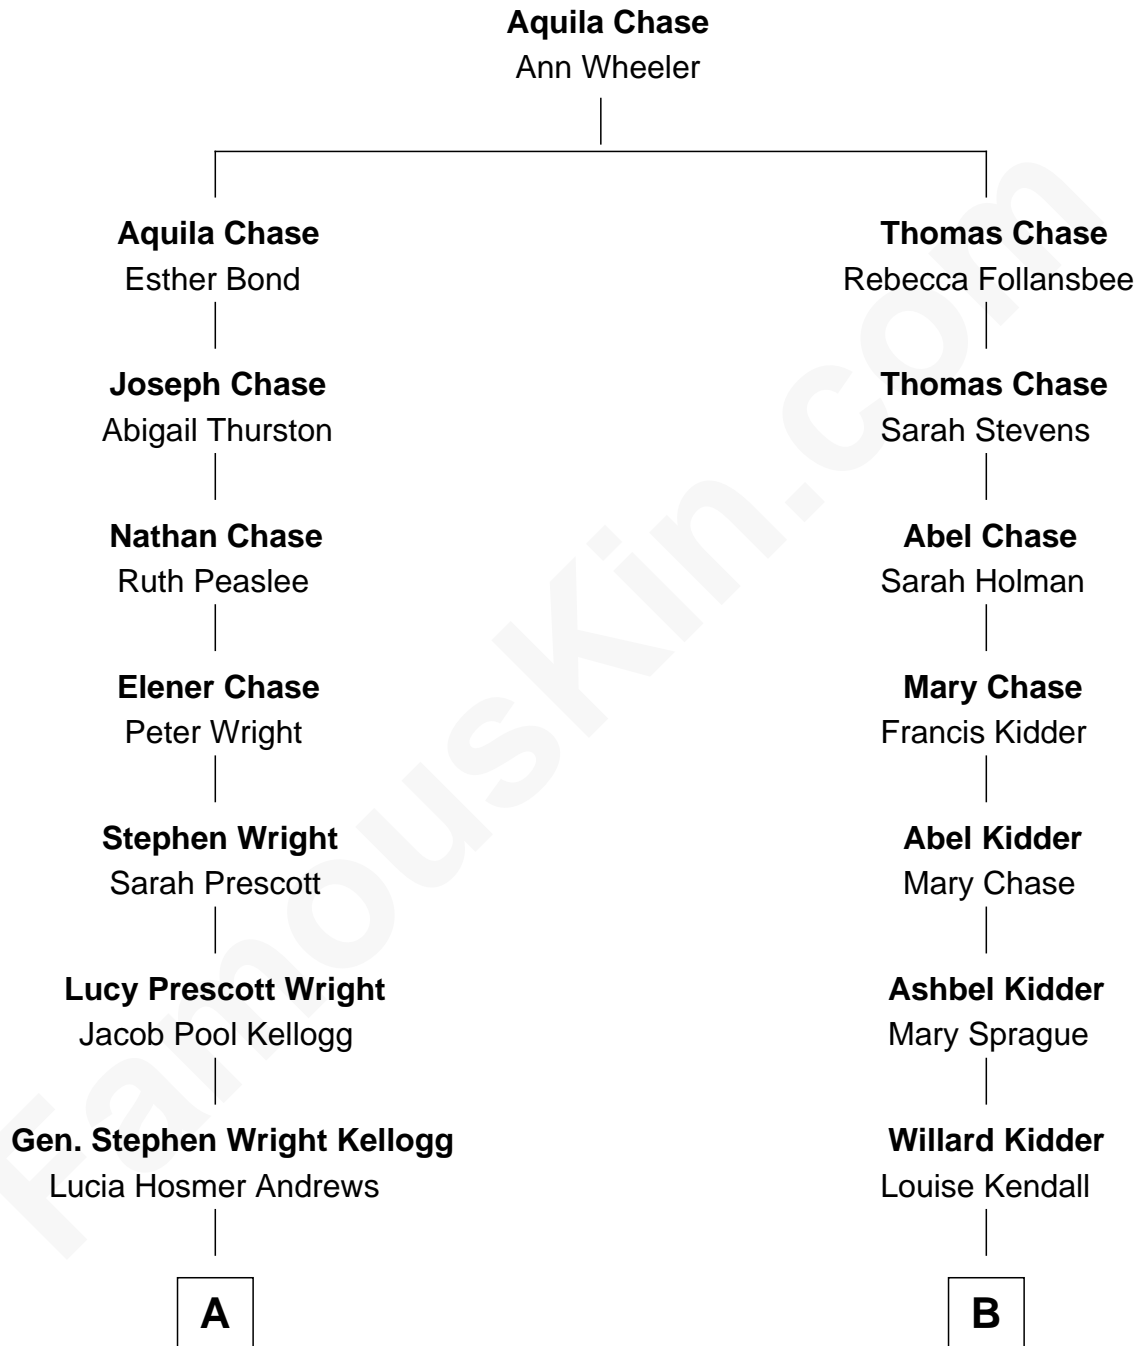 Aquila Chase
Ann Wheeler
Aquila Chase
Esther Bond
Thomas Chase
Rebecca Follansbee
Joseph Chase
Abigail Thurston
Thomas Chase
Sarah Stevens
Nathan Chase
Ruth Peaslee
Abel Chase
Sarah Holman
Elener Chase
Peter Wright
Mary Chase
Francis Kidder
Stephen Wright
Sarah Prescott
Abel Kidder
Mary Chase
Lucy Prescott Wright
Jacob Pool Kellogg
Ashbel Kidder
Mary Sprague
Gen. Stephen Wright Kellogg
Lucia Hosmer Andrews
Willard Kidder
Louise Kendall
A
B
FamousKin.com